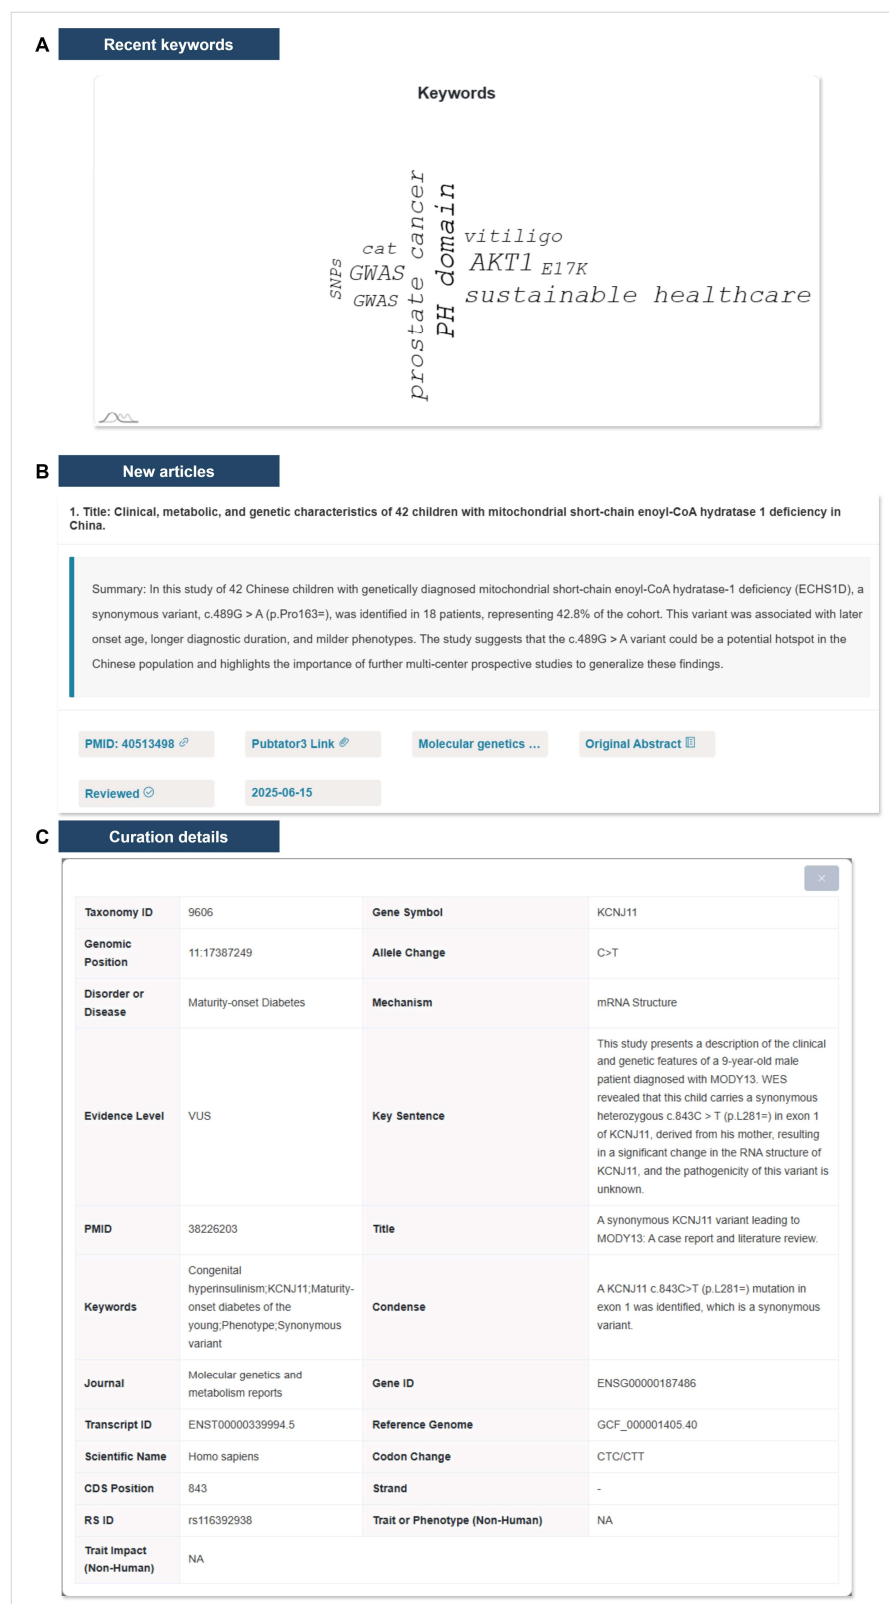 A
Recent keywords
Keywords
prostate cancer
PH domain
vitiligo
cat
SNPs
GWAS
AKT1
E17K
GWAS
sustainable healthcare
B
New articles
1. Title: Clinical, metabolic, and genetic characteristics of 42 children with mitochondrial short-chain enoyl-CoA hydratase 1 deficiency in
China.
Summary: In this study of 42 Chinese children with genetically diagnosed mitochondrial short-chain enoyl-CoA hydratase-1 deficiency (ECHS1D), a
synonymous variant, c.489G > A (p.Pro163=), was identified in 18 patients, representing 42.8% of the cohort. This variant was associated with later
onset age, longer diagnostic duration, and milder phenotypes. The study suggests that the c.489G > A variant could be a potential hotspot in the
Chinese population and highlights the importance of further multi-center prospective studies to generalize these findings.
PMID: 40513498
Pubtator3 Link
Molecular genetics ...
Original Abstract
Reviewed
2025-06-15
C
Curation details
×
Taxonomy ID
9606
Gene Symbol
KCNJ11
Genomic
Position
11:17387249
Allele Change
C>T
Disorder or
Disease
Maturity-onset Diabetes
Mechanism
mRNA Structure
Evidence Level
VUS
Key Sentence
This study presents a description of the clinical
and genetic features of a 9-year-old male
patient diagnosed with MODY13. WES
revealed that this child carries a synonymous
heterozygous c.843C > T (p.L281=) in exon 1
of KCNJ11, derived from his mother, resulting
in a significant change in the RNA structure of
KCNJ11, and the pathogenicity of this variant is
unknown.
PMID
38226203
Title
A synonymous KCNJ11 variant leading to
MODY13: A case report and literature review.
Keywords
Congenital
hyperinsulinism;KCNJ11;Maturity-
onset diabetes of the
young;Phenotype;Synonymous
variant
Condense
A KCNJ11 c.843C>T (p.L281=) mutation in
exon 1 was identified, which is a synonymous
variant.
Journal
Molecular genetics and
metabolism reports
Gene ID
ENSG00000187486
Transcript ID
ENST00000339994.5
Reference Genome
GCF_000001405.40
Scientific Name
Homo sapiens
Codon Change
CTC/CTT
CDS Position
843
Strand
-
RS ID
rs116392938
Trait or Phenotype (Non-Human)
NA
Trait Impact
(Non-Human)
NA